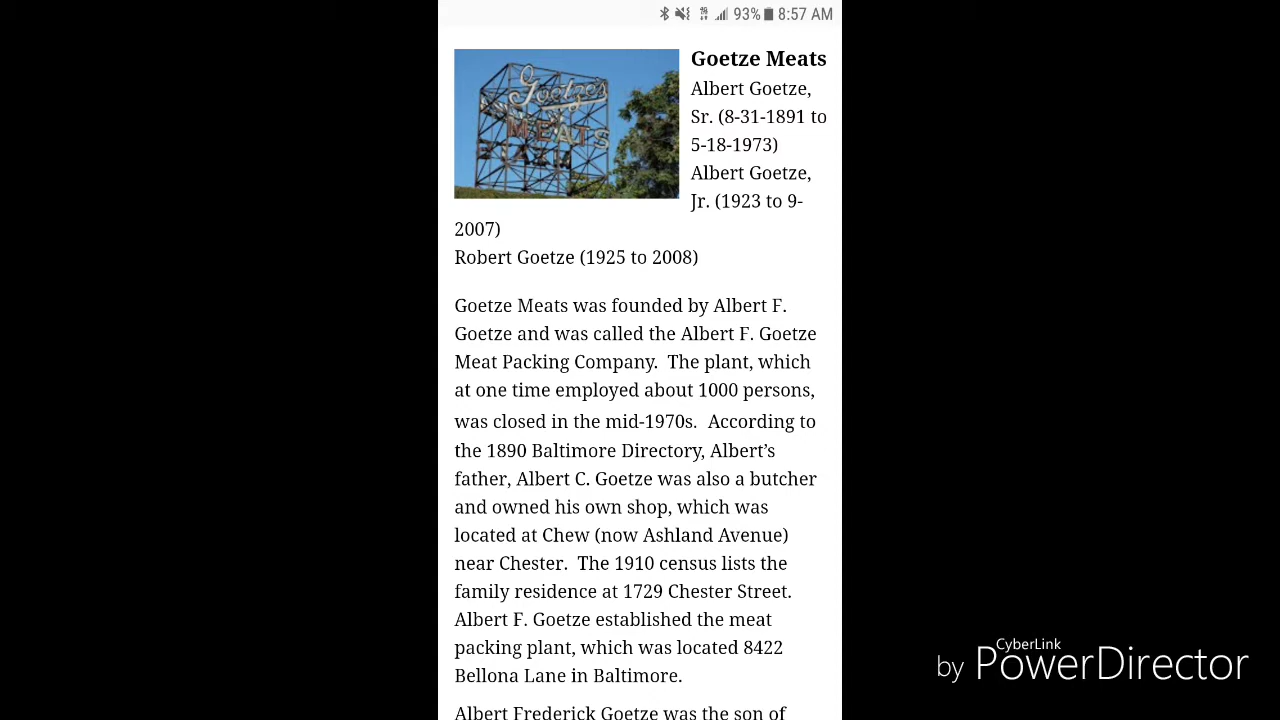 93% 8:57 AM
Goetze's
MEATS
Goetze Meats
Albert Goetze,
Sr. (8-31-1891 to
5-18-1973)
Albert Goetze,
Jr. (1923 to 9-
2007)
Robert Goetze (1925 to 2008)
Goetze Meats was founded by Albert F.
Goetze and was called the Albert F. Goetze
Meat Packing Company.  The plant, which
at one time employed about 1000 persons,
was closed in the mid-1970s.  According to
the 1890 Baltimore Directory, Albert’s
father, Albert C. Goetze was also a butcher
and owned his own shop, which was
located at Chew (now Ashland Avenue)
near Chester.  The 1910 census lists the
family residence at 1729 Chester Street.
Albert F. Goetze established the meat
packing plant, which was located 8422
Bellona Lane in Baltimore.
Albert Frederick Goetze was the son of
by CyberLink PowerDirector